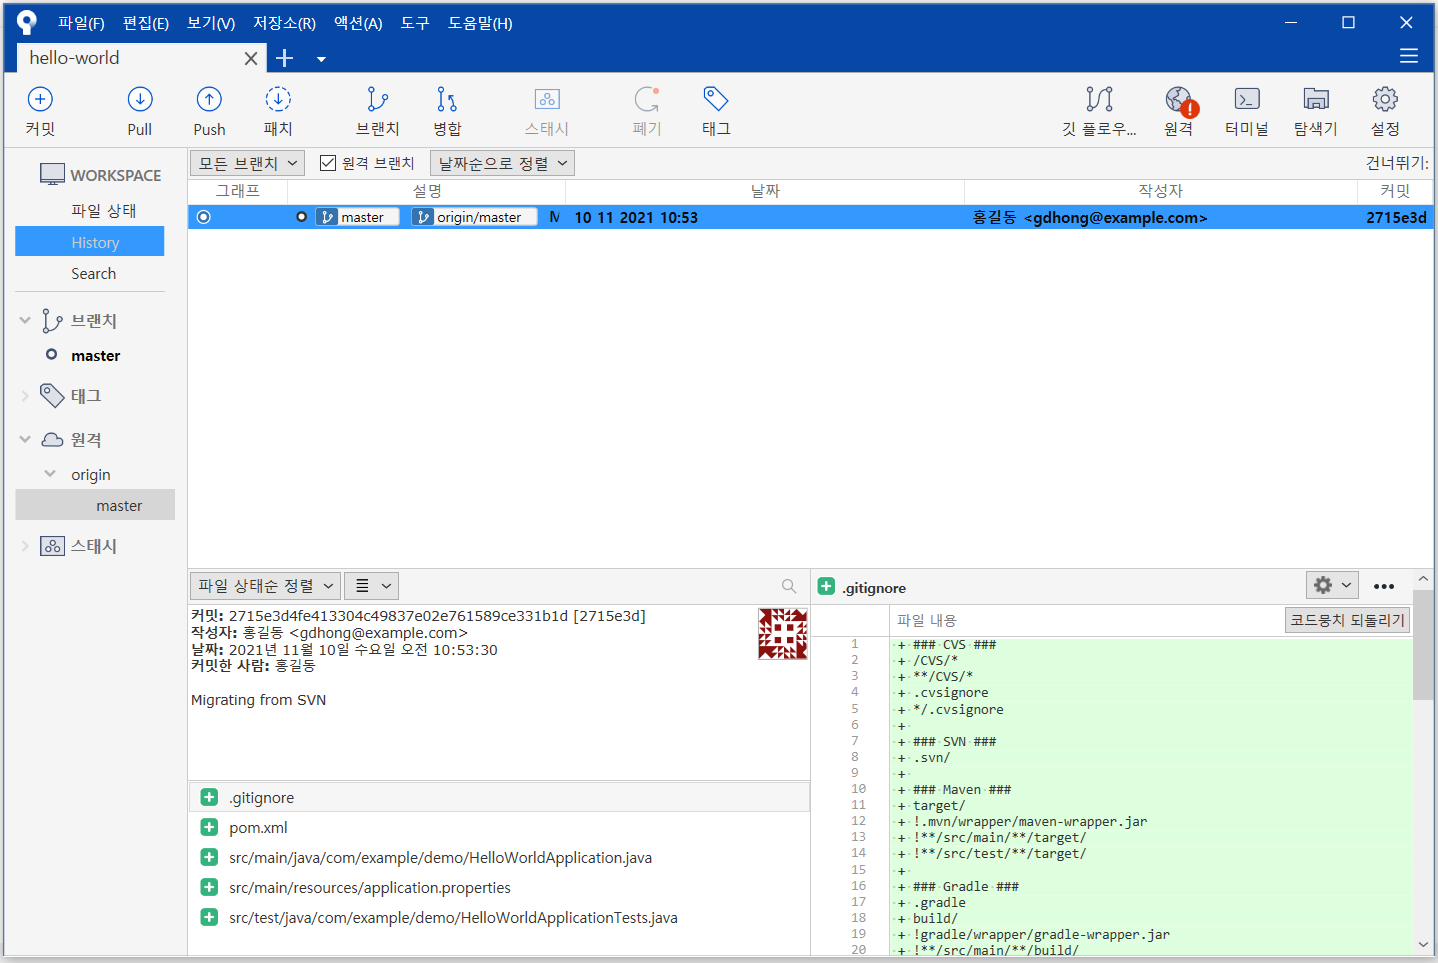 파일(F) 편집(E) 보기(V) 저장소(R) 액션(A) 도구 도움말(H)
hello-world
커밋 Pull Push 패치 브랜치 병합 스태시 폐기 태그 깃 플로우... 원격 터미널 탐색기 설정
WORKSPACE
파일 상태
History
Search
브랜치
master
태그
원격
origin
master
스태시
모든 브랜치 원격 브랜치 날짜순으로 정렬 건너뛰기:
그래프 설명 날짜 작성자 커밋
master origin/master M 10 11 2021 10:53 홍길동 <gdhong@example.com> 2715e3d
파일 상태순 정렬
커밋: 2715e3d4fe413304c49837e02e761589ce331b1d [2715e3d]
작성자: 홍길동 <gdhong@example.com>
날짜: 2021년 11월 10일 수요일 오전 10:53:30
커밋한 사람: 홍길동
Migrating from SVN
.gitignore
pom.xml
src/main/java/com/example/demo/HelloWorldApplication.java
src/main/resources/application.properties
src/test/java/com/example/demo/HelloWorldApplicationTests.java
.gitignore
파일 내용 코드뭉치 되돌리기
1 + ### CVS ###
2 + /CVS/*
3 + **/CVS/*
4 + .cvsignore
5 + */.cvsignore
6 +
7 + ### SVN ###
8 + .svn/
9 +
10 + ### Maven ###
11 + target/
12 + !.mvn/wrapper/maven-wrapper.jar
13 + !**/src/main/**/target/
14 + !**/src/test/**/target/
15 +
16 + ### Gradle ###
17 + .gradle
18 + build/
19 + !gradle/wrapper/gradle-wrapper.jar
20 + !**/src/main/**/build/